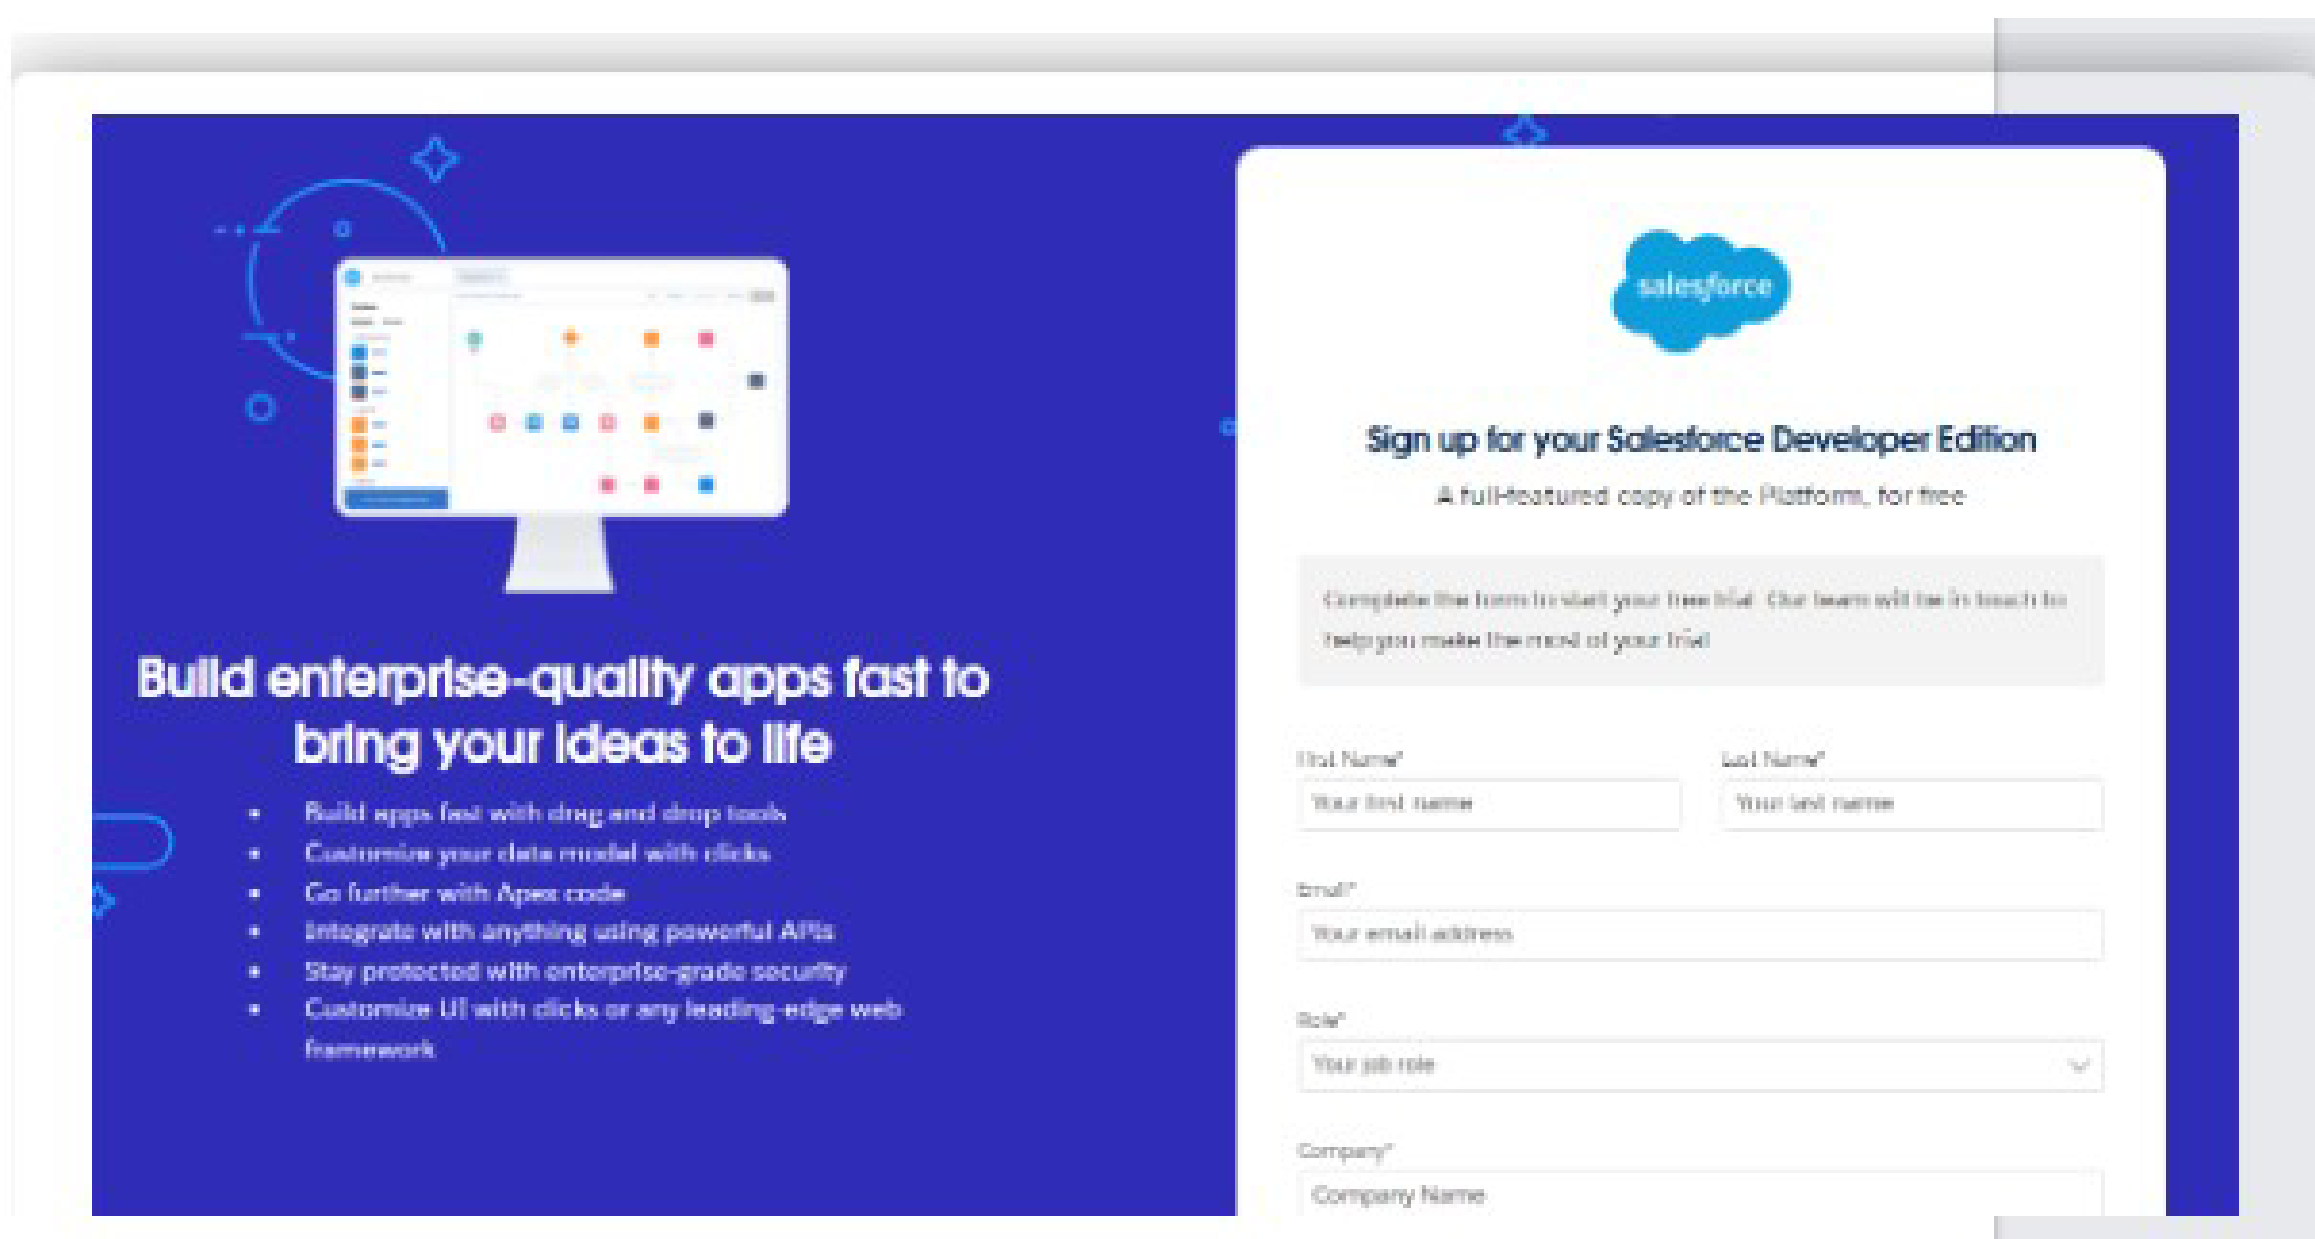 salesforce
Sign up for your Salesforce Developer Edition
A full-featured copy of the Platform, for free
Complete the form to start your free trial. Our team will be in touch to
help you make the most of your trial
First Name*
Last Name*
Your first name
Your last name
Email*
Your email address
Role*
Your job role
Company*
Company Name
Build enterprise-quality apps fast to
bring your ideas to life
• Build apps fast with drag and drop tools
• Customize your data model with clicks
• Go further with Apex code
• Integrate with anything using powerful APIs
• Stay protected with enterprise-grade security
• Customize UI with clicks or any leading-edge web
framework